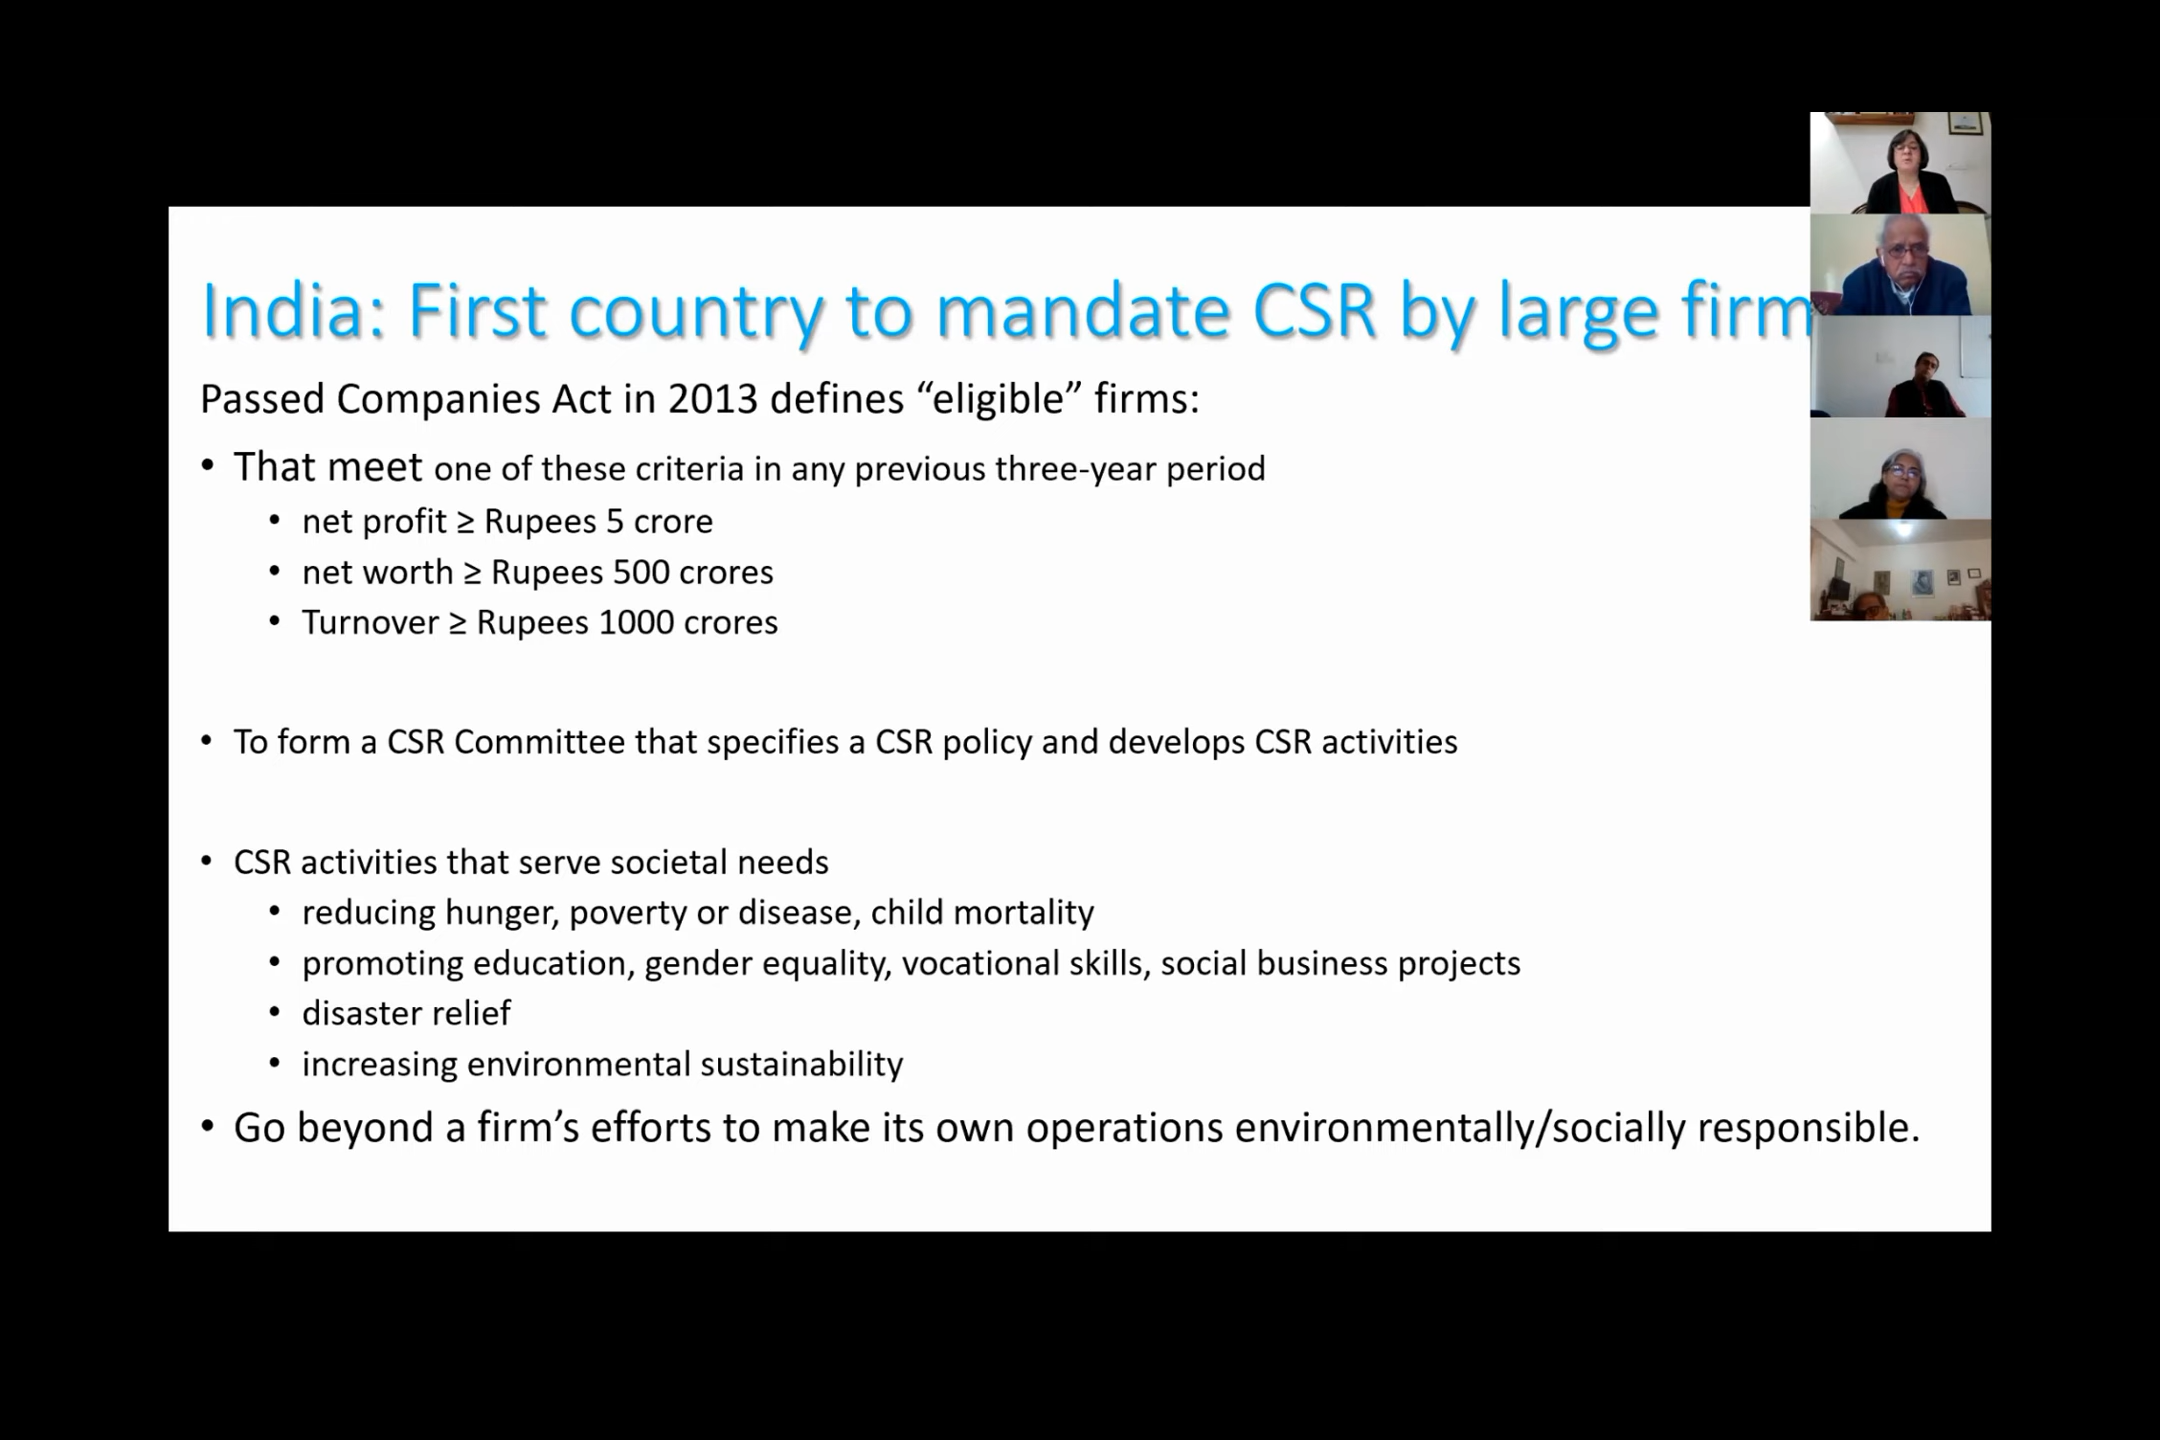 India: First country to mandate CSR by large firm
Passed Companies Act in 2013 defines “eligible” firms:
• That meet one of these criteria in any previous three-year period
• net profit ≥ Rupees 5 crore
• net worth ≥ Rupees 500 crores
• Turnover ≥ Rupees 1000 crores
• To form a CSR Committee that specifies a CSR policy and develops CSR activities
• CSR activities that serve societal needs
• reducing hunger, poverty or disease, child mortality
• promoting education, gender equality, vocational skills, social business projects
• disaster relief
• increasing environmental sustainability
• Go beyond a firm’s efforts to make its own operations environmentally/socially responsible.